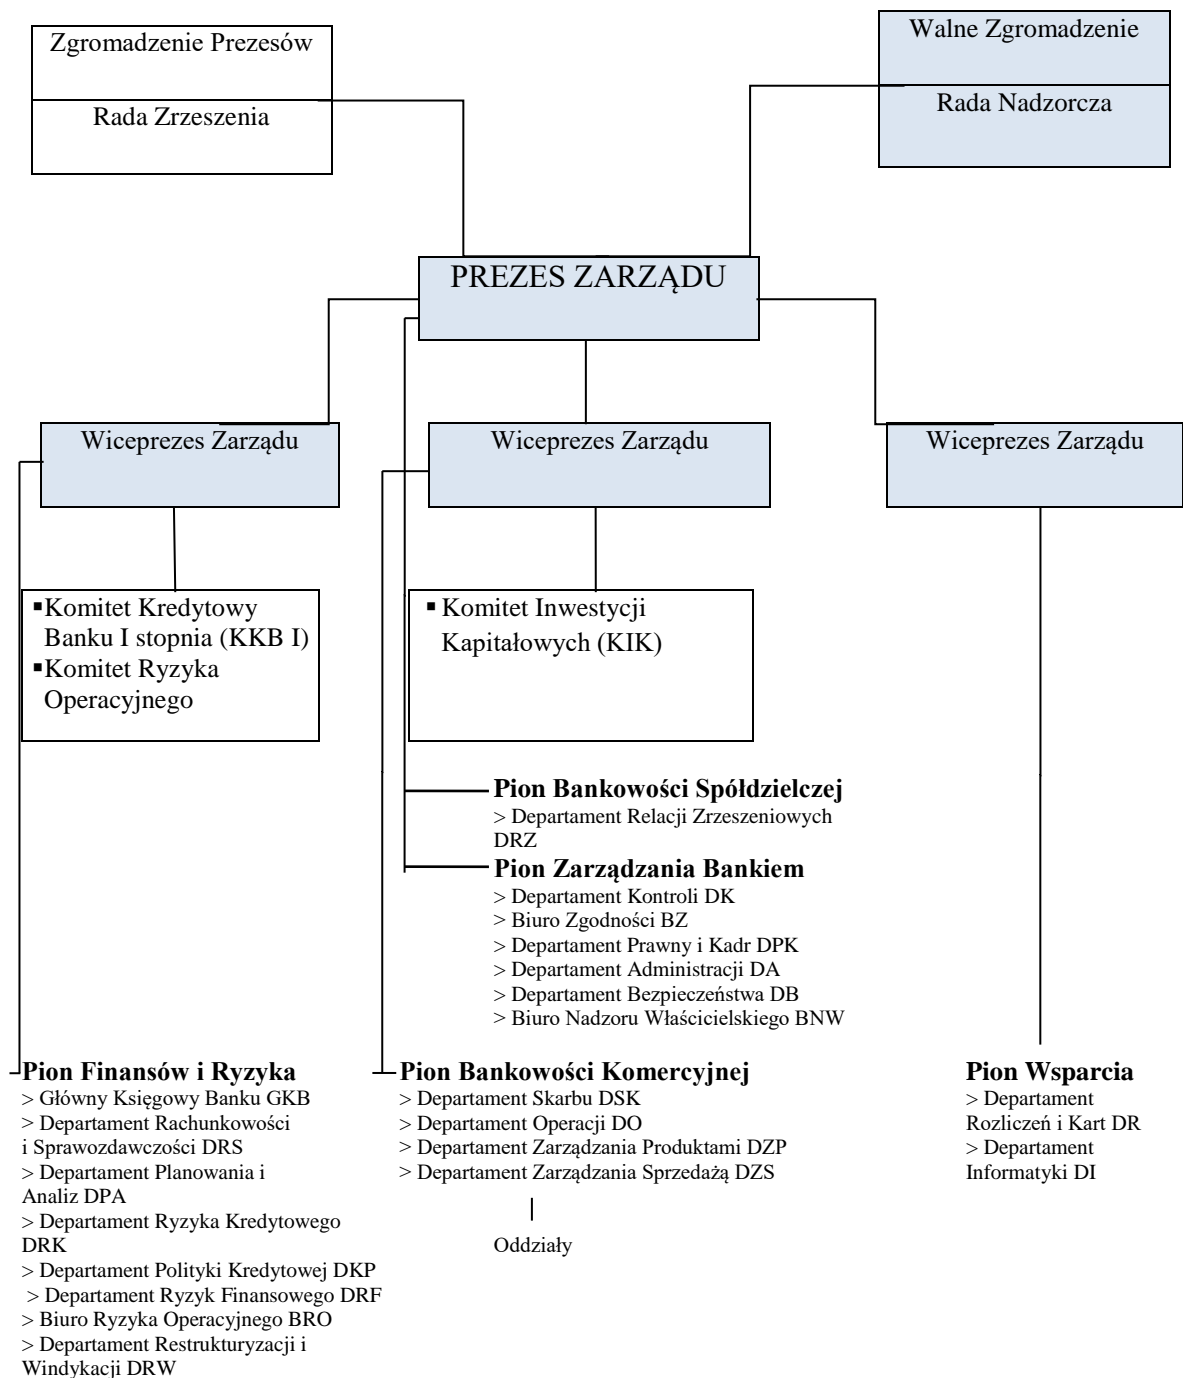 Zgromadzenie Prezesów
Rada Zrzeszenia
Walne Zgromadzenie
Rada Nadzorcza
PREZES ZARZĄDU
Wiceprezes Zarządu
Wiceprezes Zarządu
Wiceprezes Zarządu
▪Komitet Kredytowy
Banku I stopnia (KKB I)
▪Komitet Ryzyka
Operacyjnego
▪ Komitet Inwestycji
Kapitałowych (KIK)
Pion Bankowości Spółdzielczej
> Departament Relacji Zrzeszeniowych
DRZ
Pion Zarządzania Bankiem
> Departament Kontroli DK
> Biuro Zgodności BZ
> Departament Prawny i Kadr DPK
> Departament Administracji DA
> Departament Bezpieczeństwa DB
> Biuro Nadzoru Właścicielskiego BNW
Pion Finansów i Ryzyka
> Główny Księgowy Banku GKB
> Departament Rachunkowości
i Sprawozdawczości DRS
> Departament Planowania i
Analiz DPA
> Departament Ryzyka Kredytowego
DRK
> Departament Polityki Kredytowej DKP
> Departament Ryzyk Finansowego DRF
> Biuro Ryzyka Operacyjnego BRO
> Departament Restrukturyzacji i
Windykacji DRW
Pion Bankowości Komercyjnej
> Departament Skarbu DSK
> Departament Operacji DO
> Departament Zarządzania Produktami DZP
> Departament Zarządzania Sprzedażą DZS
Oddziały
Pion Wsparcia
> Departament
Rozliczeń i Kart DR
> Departament
Informatyki DI